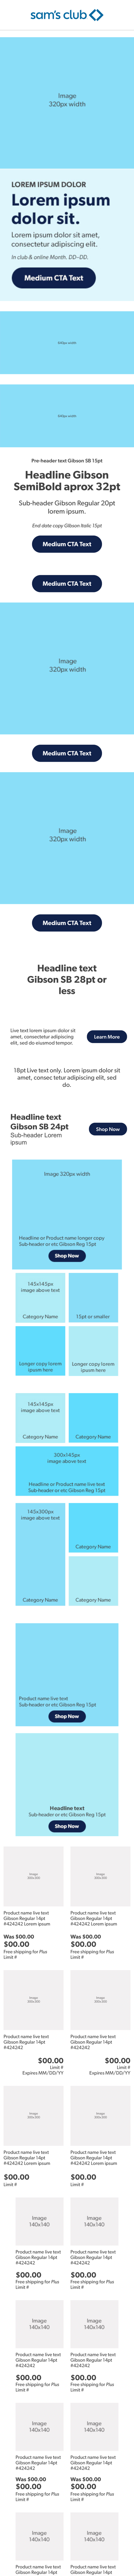 sam's club
Image
320px width
LOREM IPSUM DOLOR
Lorem ipsum
dolor sit.
Lorem ipsum dolor sit amet,
consectetur adipiscing elit.
In club & online Month. DD–DD.
Medium CTA Text
Pre-header text Gibson SB 15pt
Headline Gibson
SemiBold aprox 32pt
Sub-header Gibson Regular 20pt
lorem ipsum.
End date copy Gibson Italic 15pt
Medium CTA Text
Medium CTA Text
Image
320px width
Medium CTA Text
Image
320px width
Medium CTA Text
Headline text
Gibson SB 28pt or
less
Live text lorem ipsum dolor sit
amet, consectetur adipiscing
elit, sed do eiusmod tempor.
Learn More
18pt Live text only. Lorem ipsum dolor sit
amet, consec tetur adipiscing elit, sed
do.
Headline text
Gibson SB 24pt
Sub-header Lorem
ipsum
Shop Now
Image 320px width
Headline or Product name longer copy
Sub-header or etc Gibson Reg 15pt
Shop Now
145x145px
image above text
Category Name
15pt or smaller
Longer copy lorem
ipsum here
Longer copy lorem
ipsum here
145x145px
image above text
Category Name
Category Name
300x145px
image above text
Headline or Product name live text
Sub-header or etc Gibson Reg 15pt
145x300px
image above text
Category Name
Category Name
Category Name
Product name live text
Sub-header or etc Gibson Reg 15pt
Shop Now
Headline text
Sub-header or etc Gibson Reg 15pt
Shop Now
Product name live text
Gibson Regular 14pt
#424242 Lorem ipsum
Was $00.00
$00.00
Free shipping for Plus
Limit #
Product name live text
Gibson Regular 14pt
#424242 Lorem ipsum
Was $00.00
$00.00
Free shipping for Plus
Limit #
Product name live text
Gibson Regular 14pt
#424242
$00.00
Limit #
Expires MM/DD/YY
Product name live text
Gibson Regular 14pt
#424242
$00.00
Limit #
Expires MM/DD/YY
Product name live text
Gibson Regular 14pt
#424242 Lorem ipsum
$00.00
Limit #
Product name live text
Gibson Regular 14pt
#424242 Lorem ipsum
$00.00
Limit #
Image
140x140
Product name live text
Gibson Regular 14pt
#424242
$00.00
Free shipping for Plus
Limit #
Image
140x140
Product name live text
Gibson Regular 14pt
#424242
$00.00
Free shipping for Plus
Limit #
Image
140x140
Product name live text
Gibson Regular 14pt
#424242
$00.00
Free shipping for Plus
Limit #
Image
140x140
Product name live text
Gibson Regular 14pt
#424242
$00.00
Free shipping for Plus
Limit #
Image
140x140
Product name live text
Gibson Regular 14pt
#424242
Was $00.00
$00.00
Free shipping for Plus
Limit #
Image
140x140
Product name live text
Gibson Regular 14pt
#424242
Was $00.00
$00.00
Free shipping for Plus
Limit #
Image
140x140
Product name live text
Gibson Regular 14pt
Image
140x140
Product name live text
Gibson Regular 14pt